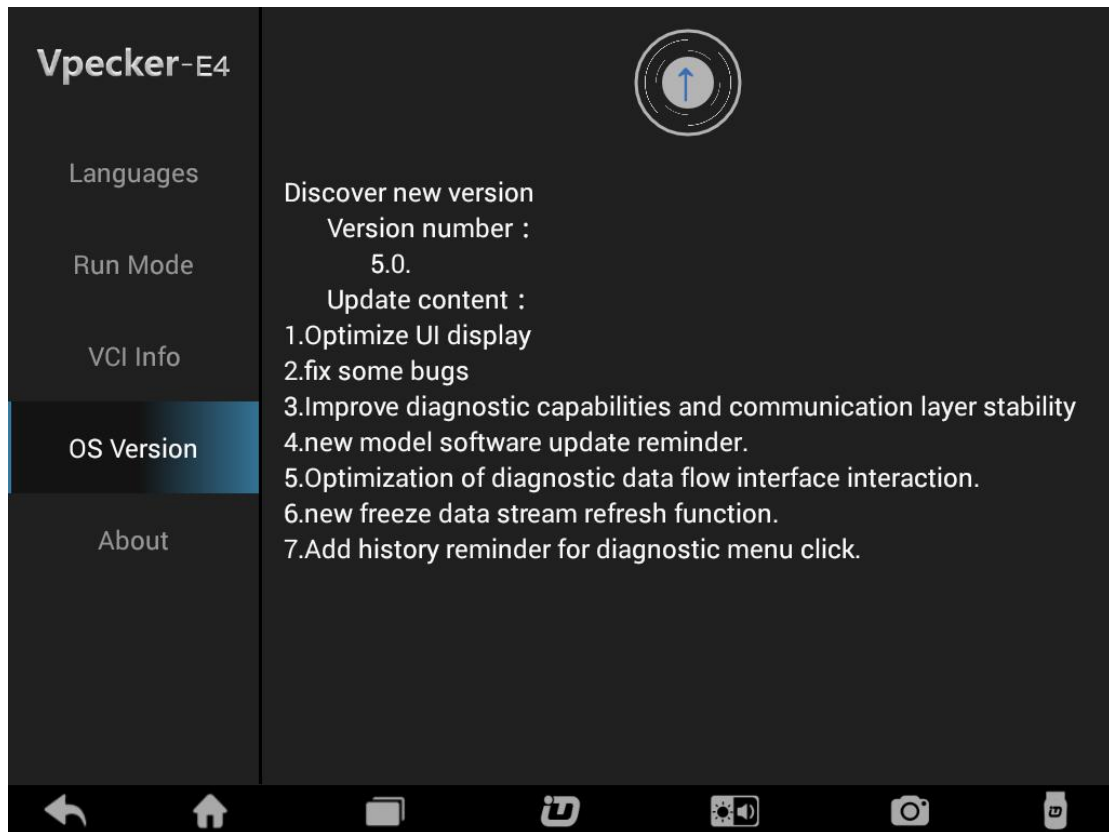 Vpecker-E4
Languages
Run Mode
VCI Info
OS Version
About
Discover new version
Version number :
5.0.
Update content :
1.Optimize UI display
2.fix some bugs
3.Improve diagnostic capabilities and communication layer stability
4.new model software update reminder.
5.Optimization of diagnostic data flow interface interaction.
6.new freeze data stream refresh function.
7.Add history reminder for diagnostic menu click.